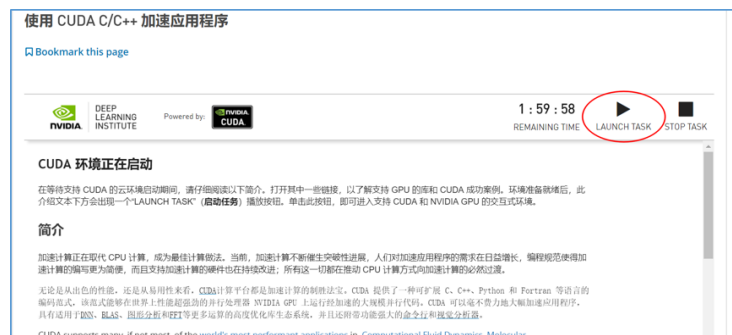 使用 CUDA C/C++ 加速应用程序
Bookmark this page
NVIDIA
DEEP
LEARNING
INSTITUTE
Powered by:
NVIDIA
CUDA
1 : 59 : 58
REMAINING TIME
LAUNCH TASK
STOP TASK
CUDA 环境正在启动
在等待支持 CUDA 的云环境启动期间，请仔细阅读以下简介。打开其中一些链接，以了解支持 GPU 的库和 CUDA 成功案例。环境准备就绪后，此
介绍文本下方会出现一个“LAUNCH TASK”（启动任务）播放按钮。单击此按钮，即可进入支持 CUDA 和 NVIDIA GPU 的交互式环境。
简介
加速计算正在取代 CPU 计算，成为最佳计算做法。当前，加速计算不断催生突破性进展，人们对加速应用程序的需求在日益增长，编程规范使得加
速计算的编写更为简便，而且支持加速计算的硬件也在持续改进；所有这一切都在推动 CPU 计算方式向加速计算的必然过渡。
无论是从出色的性能，还是从易用性来看，CUDA计算平台都是加速计算的制胜法宝。CUDA 提供了一种可扩展 C、C++、Python 和 Fortran 等语言的
编码范式，该范式能够在世界上性能超强劲的并行处理器 NVIDIA GPU 上运行经加速的大规模并行代码。CUDA 可以毫不费力地大幅加速应用程序，
具有适用于DNN、BLAS、图形分析和FFT等更多运算的高度优化库生态系统，并且还附带功能强大的命令行和视觉分析器。
CUDA supports many, if not most, of the world's most performant applications in, Computational Fluid Dynamics, Molecular